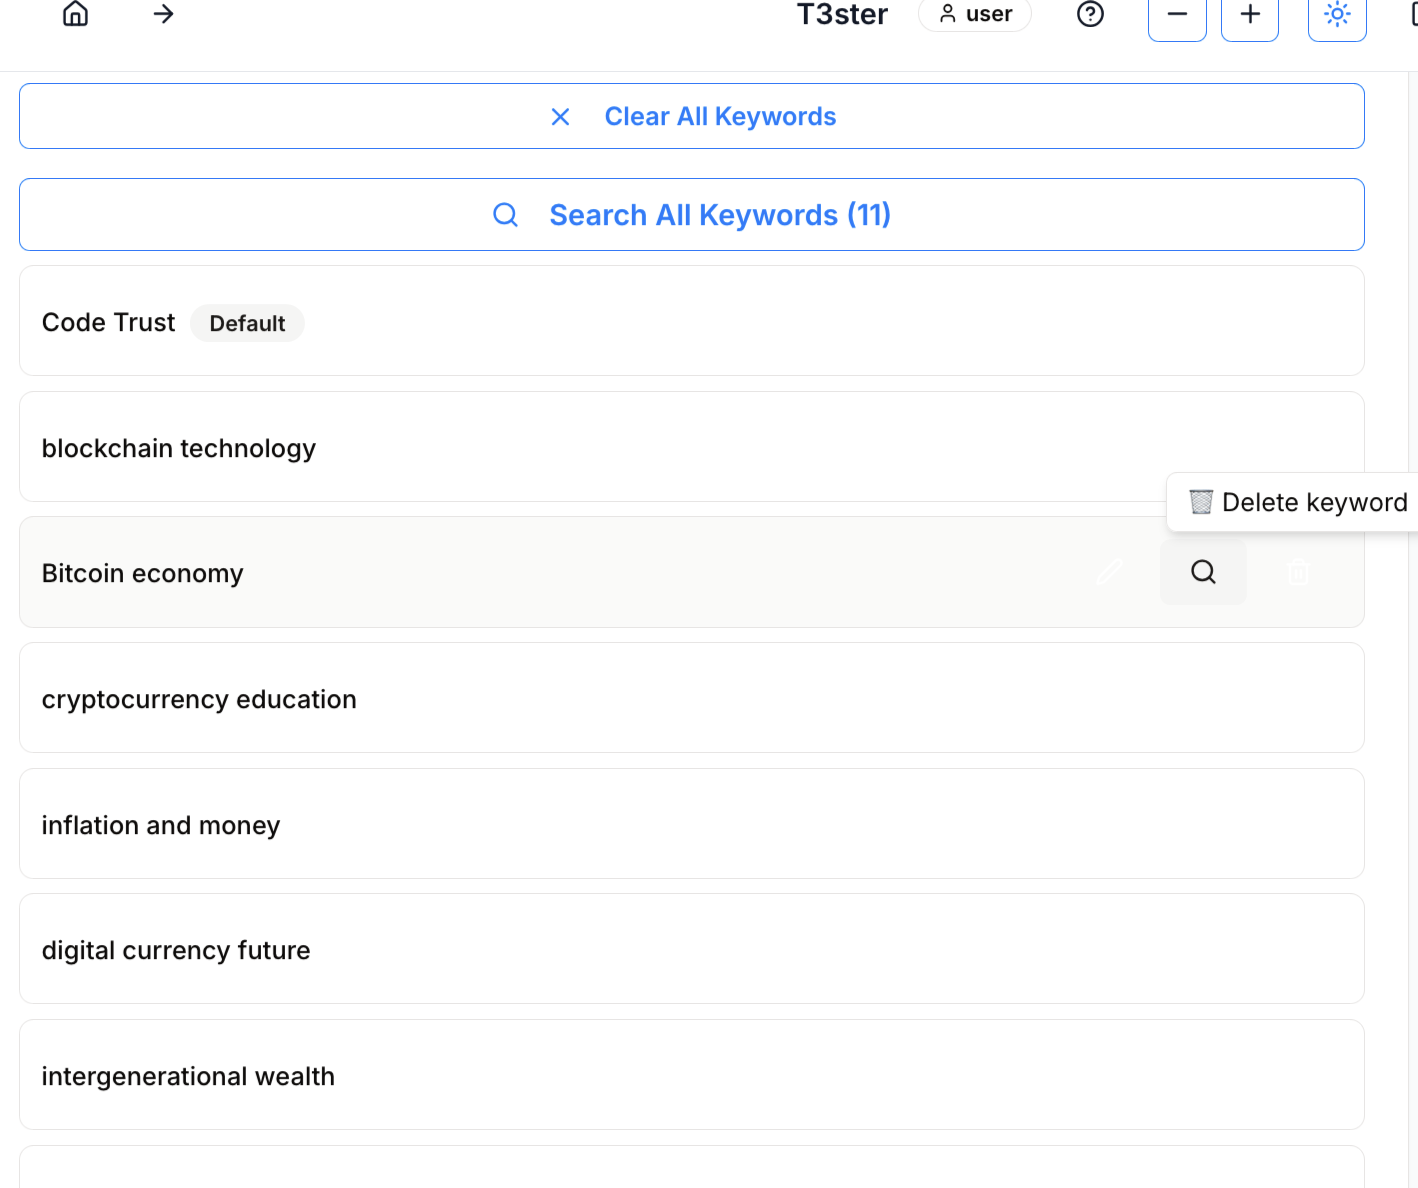 T3ster
user
Clear All Keywords
Search All Keywords (11)
Code Trust
Default
blockchain technology
Delete keyword
Bitcoin economy
cryptocurrency education
inflation and money
digital currency future
intergenerational wealth